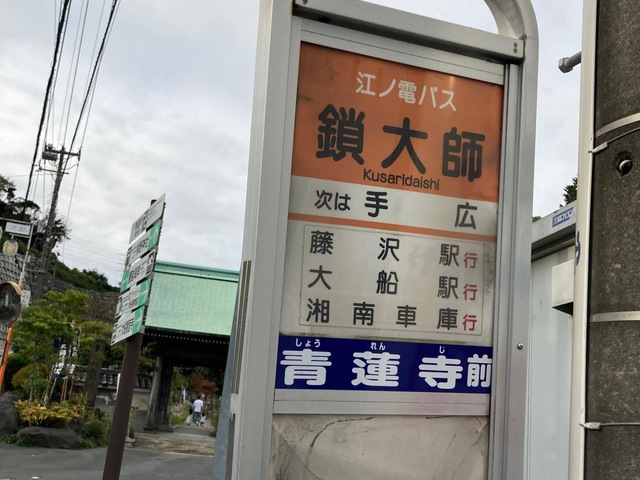 江ノ電バス
鎖大師
Kusaridaishi
次は 手広
藤沢駅行
大船駅行
湘南車庫行
しょう れん じ
青蓮寺前